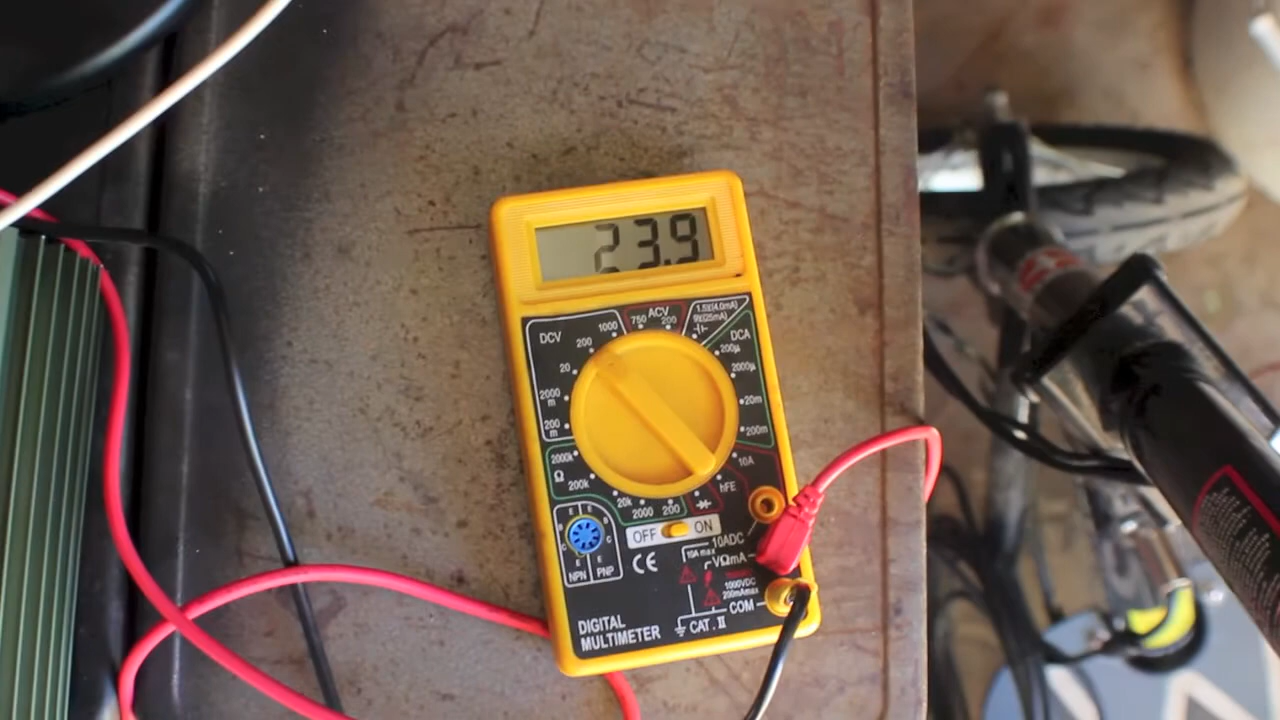 23.9
DCV
1000
750
ACV
200
1.5V(4.0mA)
9V(25mA)
DCA
200
20
2000
m
200
m
200µ
2000µ
20m
200m
10A
hFE
2000k
Ω
200k
20k
2000
200
OFF
ON
E
B
C
E
NPN
PNP
CE
10ADC
10A max
VΩmA
1000VDC
200mAmax
COM
CAT. II
DIGITAL
MULTIMETER